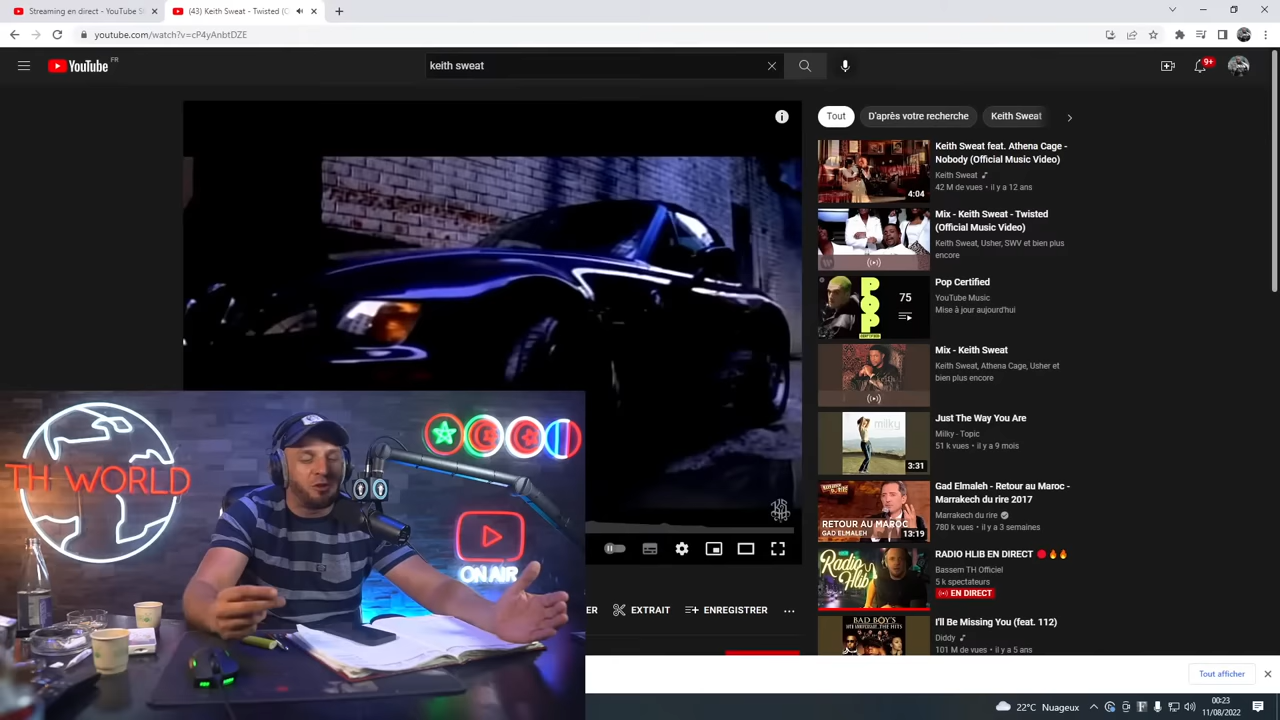 Streaming en direct - YouTube S
(43) Keith Sweat - Twisted (O
youtube.com/watch?v=cP4yAnbtDZE
YouTube FR
keith sweat
9+
Tout
D'après votre recherche
Keith Sweat
Keith Sweat feat. Athena Cage -
Nobody (Official Music Video)
Keith Sweat
42 M de vues • il y a 12 ans
4:04
Mix - Keith Sweat - Twisted
(Official Music Video)
Keith Sweat, Usher, SWV et bien plus
encore
Pop Certified
YouTube Music
Mise à jour aujourd'hui
POP
75
Mix - Keith Sweat
Keith Sweat, Athena Cage, Usher et
bien plus encore
Just The Way You Are
Milky - Topic
51 k vues • il y a 9 mois
milky
3:31
Gad Elmaleh - Retour au Maroc -
Marrakech du rire 2017
Marrakech du rire
780 k vues • il y a 3 semaines
RETOUR AU MAROC
GAD ELMALEH
13:19
RADIO HLIB EN DIRECT
Bassem TH Officiel
5 k spectateurs
EN DIRECT
Radio
Hlib
I'll Be Missing You (feat. 112)
Diddy
101 M de vues • il y a 5 ans
BAD BOY'S
ER
EXTRAIT
ENREGISTRER
TH WORLD
ON AIR
Tout afficher
22°C Nuageux
00:23
11/08/2022